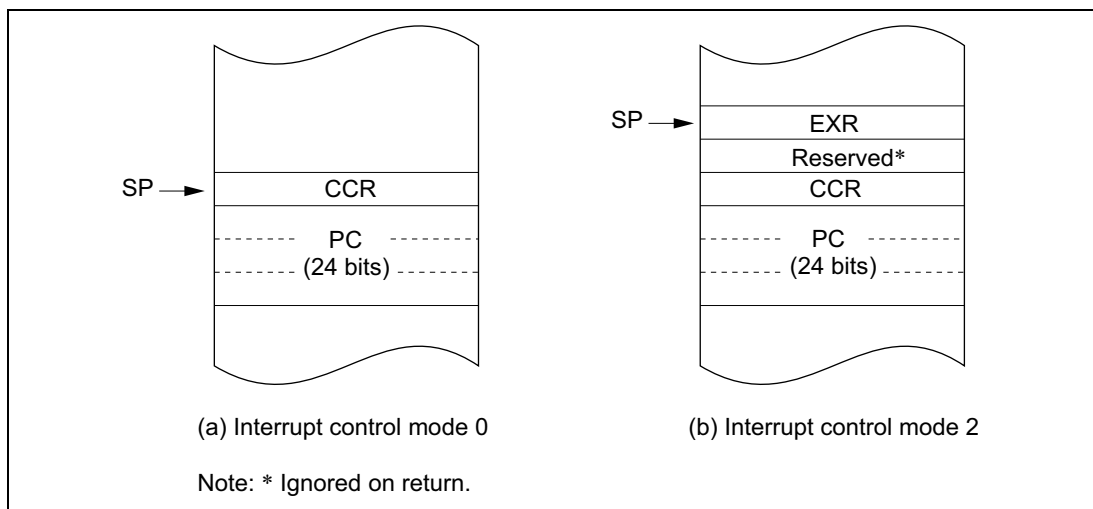 SP
CCR
PC
(24 bits)
(a) Interrupt control mode 0
SP
EXR
Reserved*
CCR
PC
(24 bits)
(b) Interrupt control mode 2
Note: * Ignored on return.